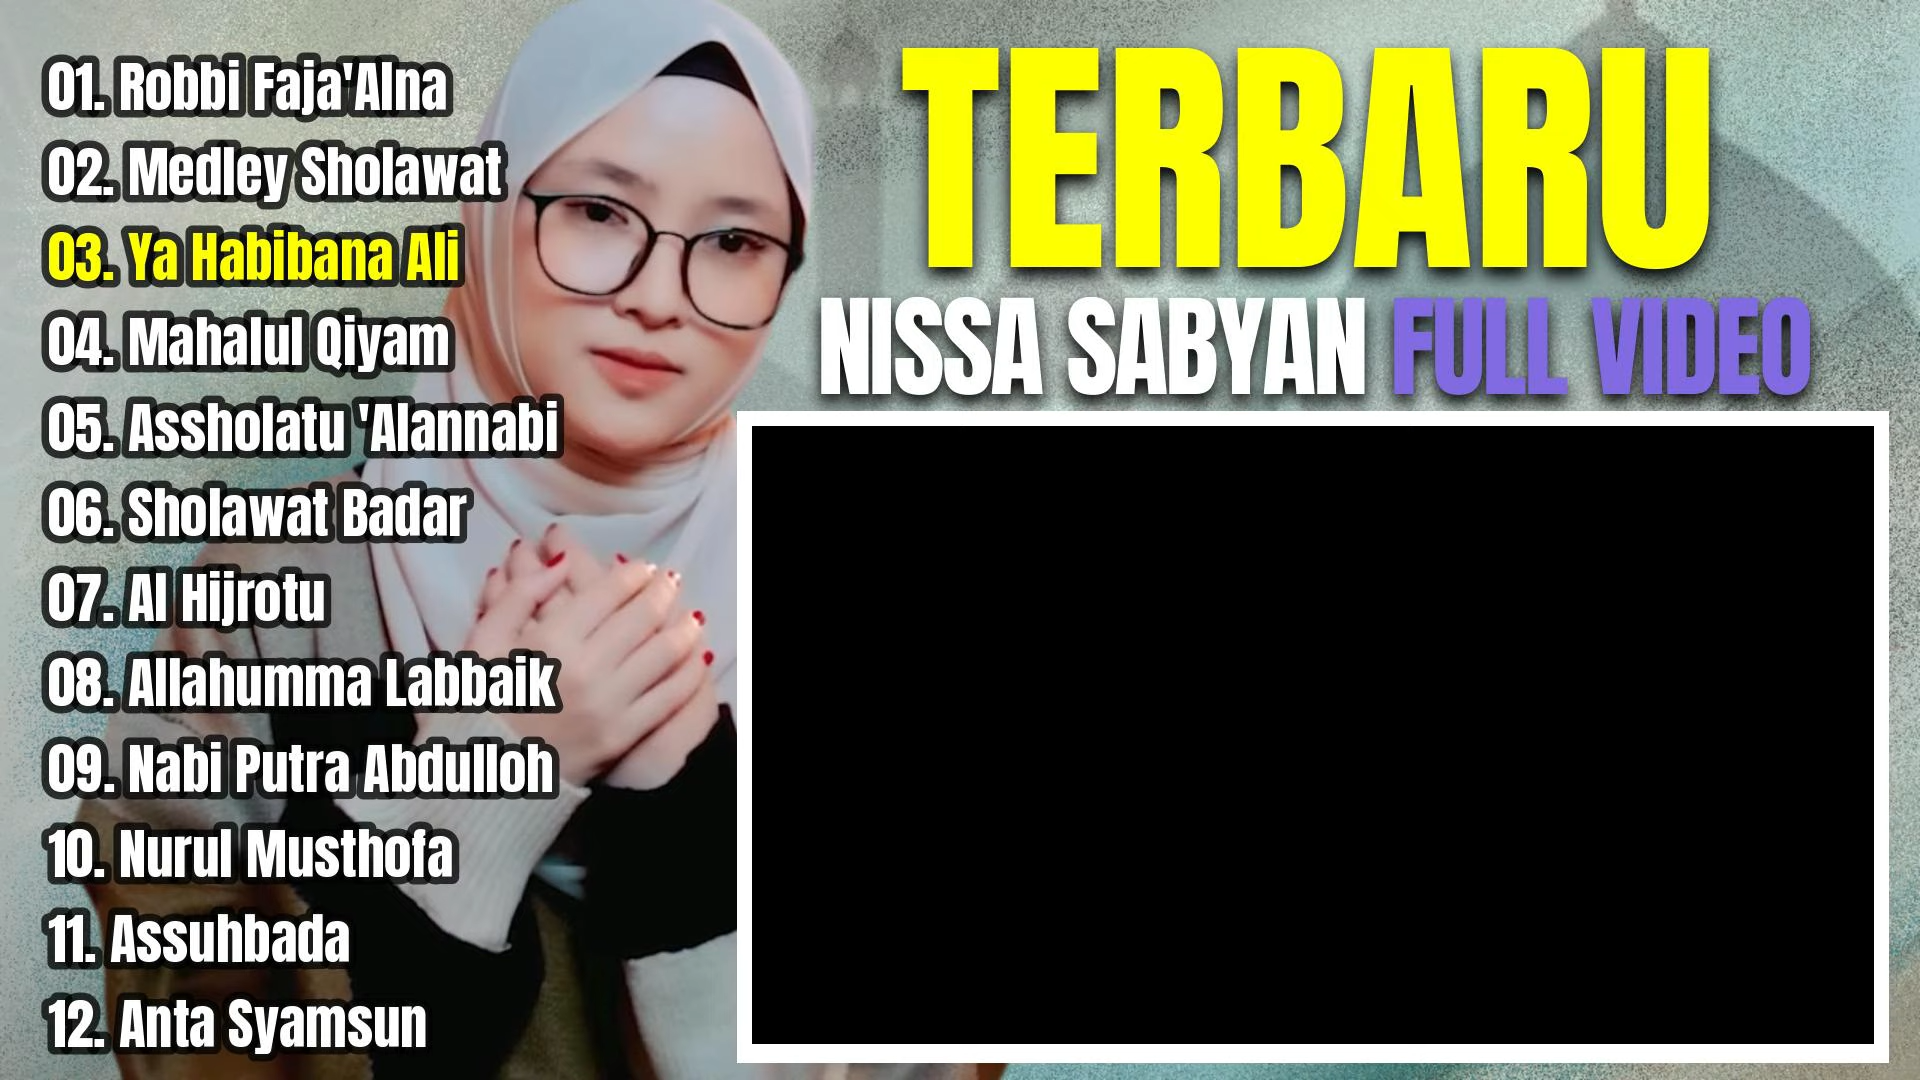 01. Robbi Faja'Alna
02. Medley Sholawat
03. Ya Habibana Ali
04. Mahalul Qiyam
05. Assholatu 'Alannabi
06. Sholawat Badar
07. Al Hijrotu
08. Allahumma Labbaik
09. Nabi Putra Abdulloh
10. Nurul Musthofa
11. Assuhbada
12. Anta Syamsun
TERBARU
NISSA SABYAN FULL VIDEO